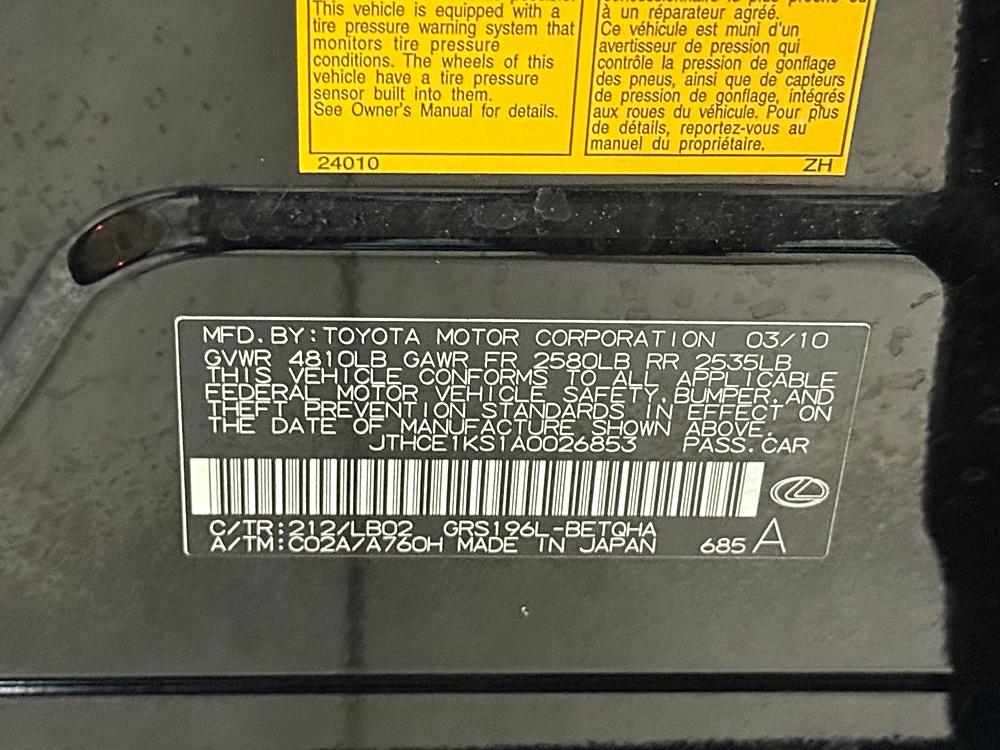 This vehicle is equipped with a
tire pressure warning system that
monitors tire pressure
conditions. The wheels of this
vehicle have a tire pressure
sensor built into them.
See Owner's Manual for details.
24010
à un réparateur agréé.
Ce véhicule est muni d'un
avertisseur de pression qui
contrôle la pression de gonflage
des pneus, ainsi que de capteurs
de pression de gonflage, intégrés
aux roues du véhicule. Pour plus
de détails, reportez-vous au
manuel du propriétaire.
ZH
MFD. BY: TOYOTA MOTOR CORPORATION 03/10
GVWR 4810LB GAWR FR 2580LB RR 2535LB
THIS VEHICLE CONFORMS TO ALL APPLICABLE
FEDERAL MOTOR VEHICLE SAFETY, BUMPER, AND
THEFT PREVENTION STANDARDS IN EFFECT ON
THE DATE OF MANUFACTURE SHOWN ABOVE.
JTHCE1KS1A0026853 PASS. CAR
C/TR: 212/LB02 GRS196L-BETQHA
A/TM: C02A/A760H MADE IN JAPAN 685 A